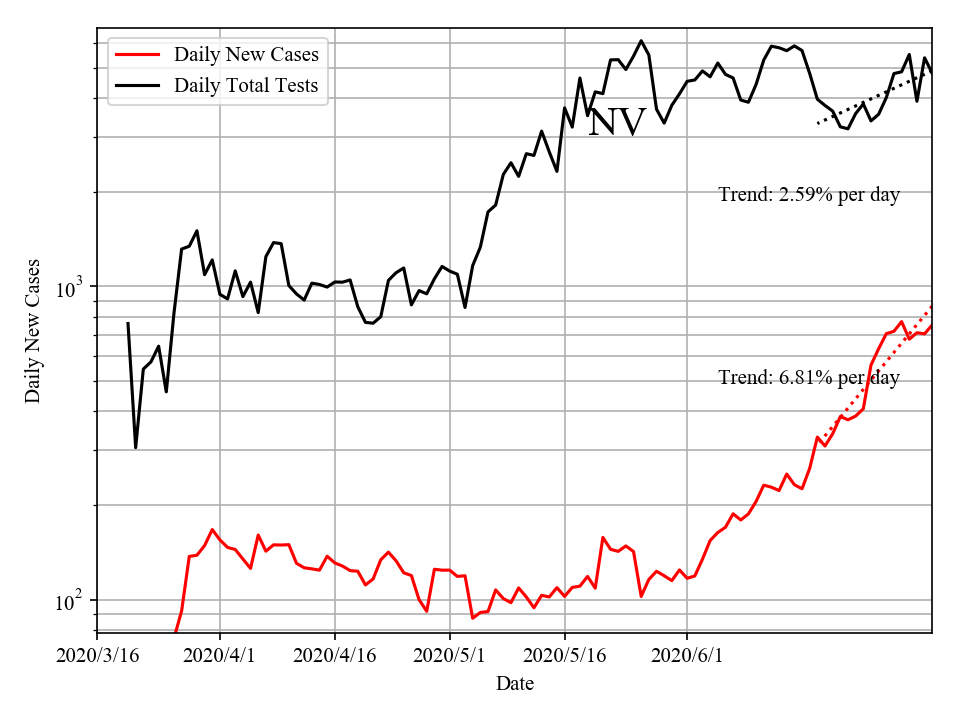 Daily New Cases
Daily Total Tests
NV
Trend: 2.59% per day
Trend: 6.81% per day
Daily New Cases
10³
10²
2020/3/16 2020/4/1 2020/4/16 2020/5/1 2020/5/16 2020/6/1
Date